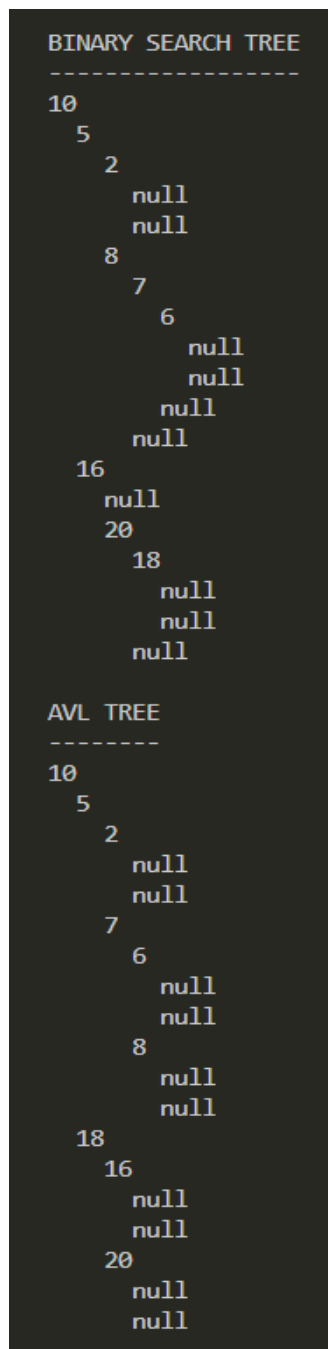 BINARY SEARCH TREE
------------------
10
  5
    2
      null
      null
    8
      7
        6
          null
          null
        null
      null
  16
    null
    20
      18
        null
        null
      null

AVL TREE
--------
10
  5
    2
      null
      null
    7
      6
        null
        null
      8
        null
        null
  18
    16
      null
      null
    20
      null
      null